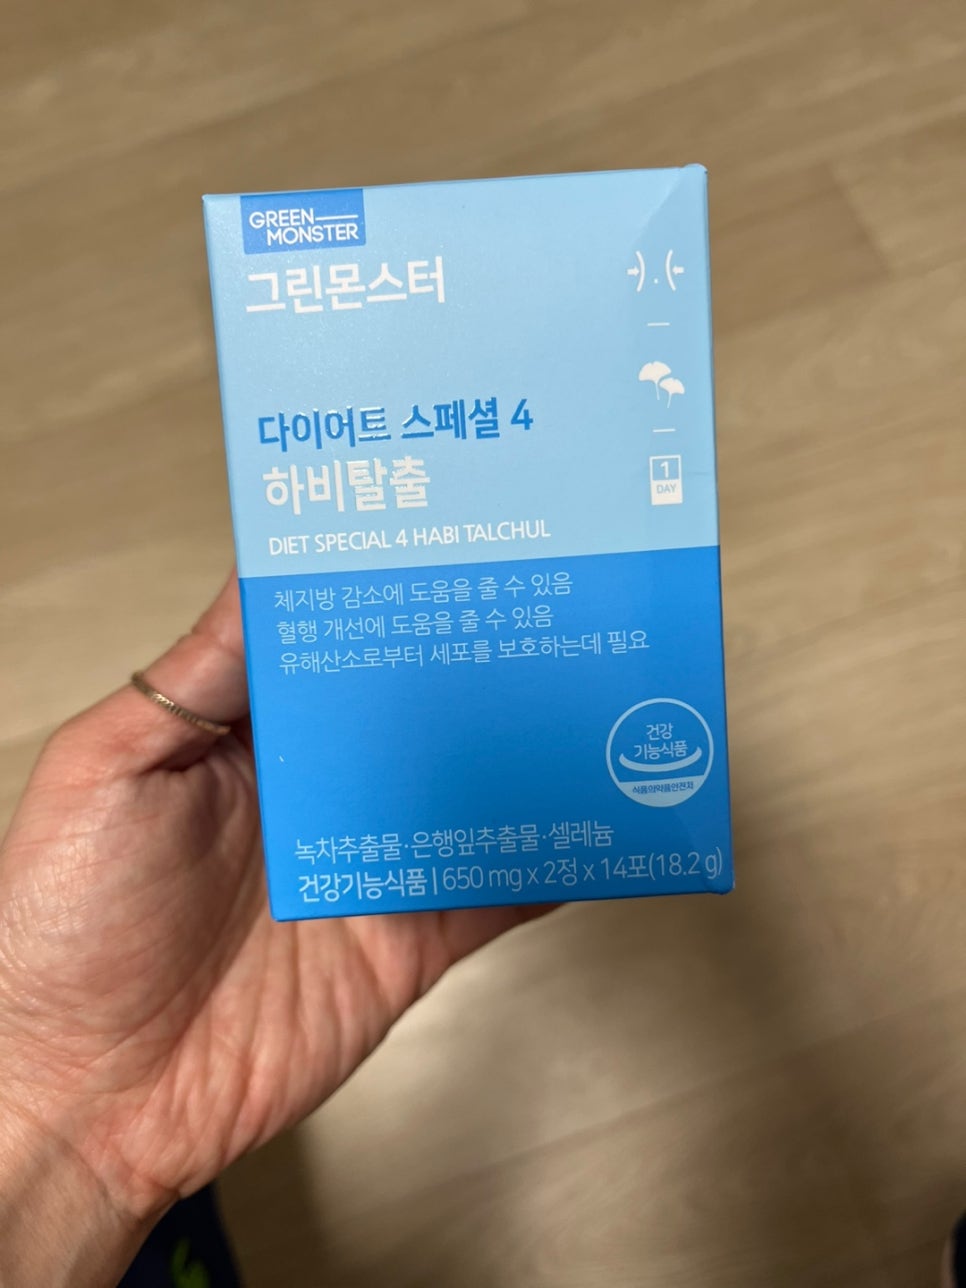 GREEN
MONSTER
그린몬스터
다이어트 스페셜 4
하비탈출
DIET SPECIAL 4 HABI TALCHUL
1
DAY
체지방 감소에 도움을 줄 수 있음
혈행 개선에 도움을 줄 수 있음
유해산소로부터 세포를 보호하는데 필요
건강
기능식품
식품의약품안전처
녹차추출물·은행잎추출물·셀레늄
건강기능식품 | 650 mg x 2정 x 14포(18.2 g)